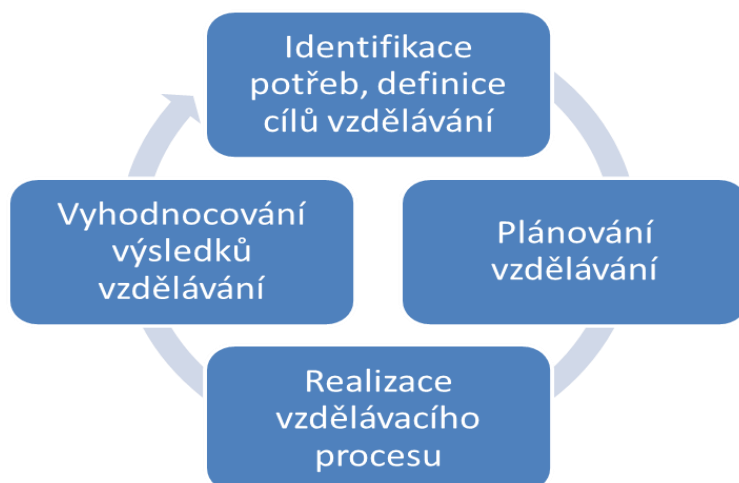 Identifikace
potřeb, definice
cílů vzdělávání
Plánování
vzdělávání
Realizace
vzdělávacího
procesu
Vyhodnocování
výsledků
vzdělávání